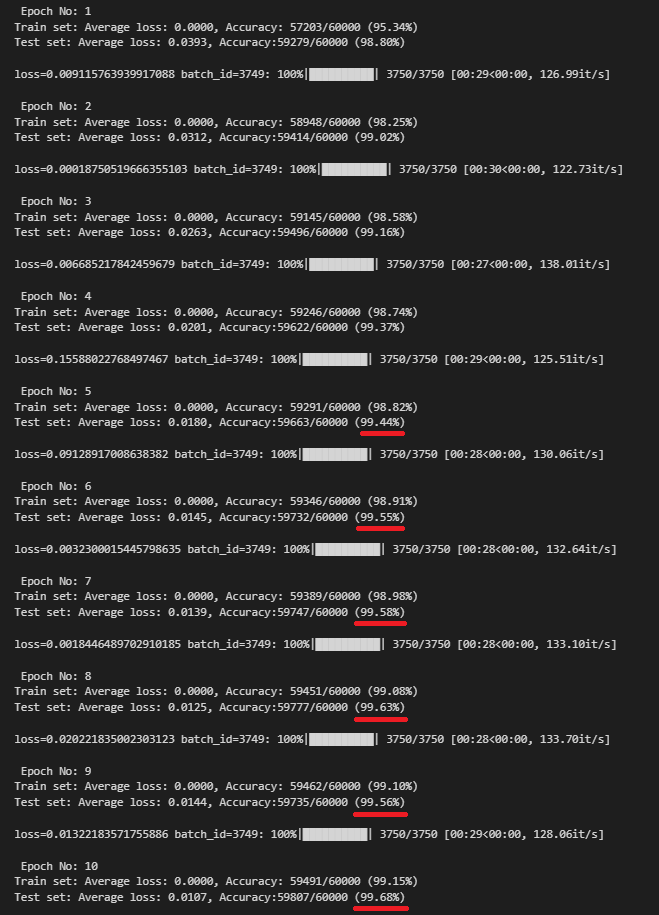 Epoch No: 1
Train set: Average loss: 0.0000, Accuracy: 57203/60000 (95.34%)
Test set: Average loss: 0.0393, Accuracy:59279/60000 (98.80%)
loss=0.009115763939917088 batch_id=3749: 100%|██████████| 3750/3750 [00:29<00:00, 126.99it/s]
Epoch No: 2
Train set: Average loss: 0.0000, Accuracy: 58948/60000 (98.25%)
Test set: Average loss: 0.0312, Accuracy:59414/60000 (99.02%)
loss=0.00018750519666355103 batch_id=3749: 100%|██████████| 3750/3750 [00:30<00:00, 122.73it/s]
Epoch No: 3
Train set: Average loss: 0.0000, Accuracy: 59145/60000 (98.58%)
Test set: Average loss: 0.0263, Accuracy:59496/60000 (99.16%)
loss=0.006685217842459679 batch_id=3749: 100%|██████████| 3750/3750 [00:27<00:00, 138.01it/s]
Epoch No: 4
Train set: Average loss: 0.0000, Accuracy: 59246/60000 (98.74%)
Test set: Average loss: 0.0201, Accuracy:59622/60000 (99.37%)
loss=0.15588022768497467 batch_id=3749: 100%|██████████| 3750/3750 [00:29<00:00, 125.51it/s]
Epoch No: 5
Train set: Average loss: 0.0000, Accuracy: 59291/60000 (98.82%)
Test set: Average loss: 0.0180, Accuracy:59663/60000 (99.44%)
loss=0.09128917008638382 batch_id=3749: 100%|██████████| 3750/3750 [00:28<00:00, 130.06it/s]
Epoch No: 6
Train set: Average loss: 0.0000, Accuracy: 59346/60000 (98.91%)
Test set: Average loss: 0.0145, Accuracy:59732/60000 (99.55%)
loss=0.0032300015445798635 batch_id=3749: 100%|██████████| 3750/3750 [00:28<00:00, 132.64it/s]
Epoch No: 7
Train set: Average loss: 0.0000, Accuracy: 59389/60000 (98.98%)
Test set: Average loss: 0.0139, Accuracy:59747/60000 (99.58%)
loss=0.0018446489702910185 batch_id=3749: 100%|██████████| 3750/3750 [00:28<00:00, 133.10it/s]
Epoch No: 8
Train set: Average loss: 0.0000, Accuracy: 59451/60000 (99.08%)
Test set: Average loss: 0.0125, Accuracy:59777/60000 (99.63%)
loss=0.020221835002303123 batch_id=3749: 100%|██████████| 3750/3750 [00:28<00:00, 133.70it/s]
Epoch No: 9
Train set: Average loss: 0.0000, Accuracy: 59462/60000 (99.10%)
Test set: Average loss: 0.0144, Accuracy:59735/60000 (99.56%)
loss=0.01322183571755886 batch_id=3749: 100%|██████████| 3750/3750 [00:29<00:00, 128.06it/s]
Epoch No: 10
Train set: Average loss: 0.0000, Accuracy: 59491/60000 (99.15%)
Test set: Average loss: 0.0107, Accuracy:59807/60000 (99.68%)